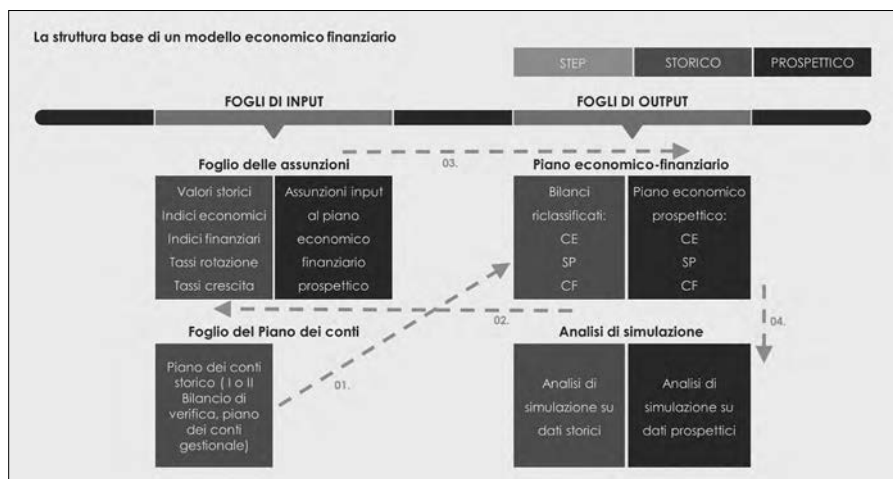 La struttura base di un modello economico finanziario
STEP
STORICO
PROSPETTICO
FOGLI DI INPUT
FOGLI DI OUTPUT
03.
Foglio delle assunzioni
Valori storici
Indici economici
Indici finanziari
Tassi rotazione
Tassi crescita
Assunzioni input
al piano
economico
finanziario
prospettico
Piano economico-finanziario
Bilanci
riclassificati:
CE
SP
CF
Piano economico
prospettico:
CE
SP
CF
02.
04.
Foglio del Piano dei conti
Piano dei conti
storico ( I o II
Bilancio di
verifica, piano
dei conti
gestionale)
01.
Analisi di simulazione
Analisi di
simulazione su
dati storici
Analisi di
simulazione su
dati prospettici